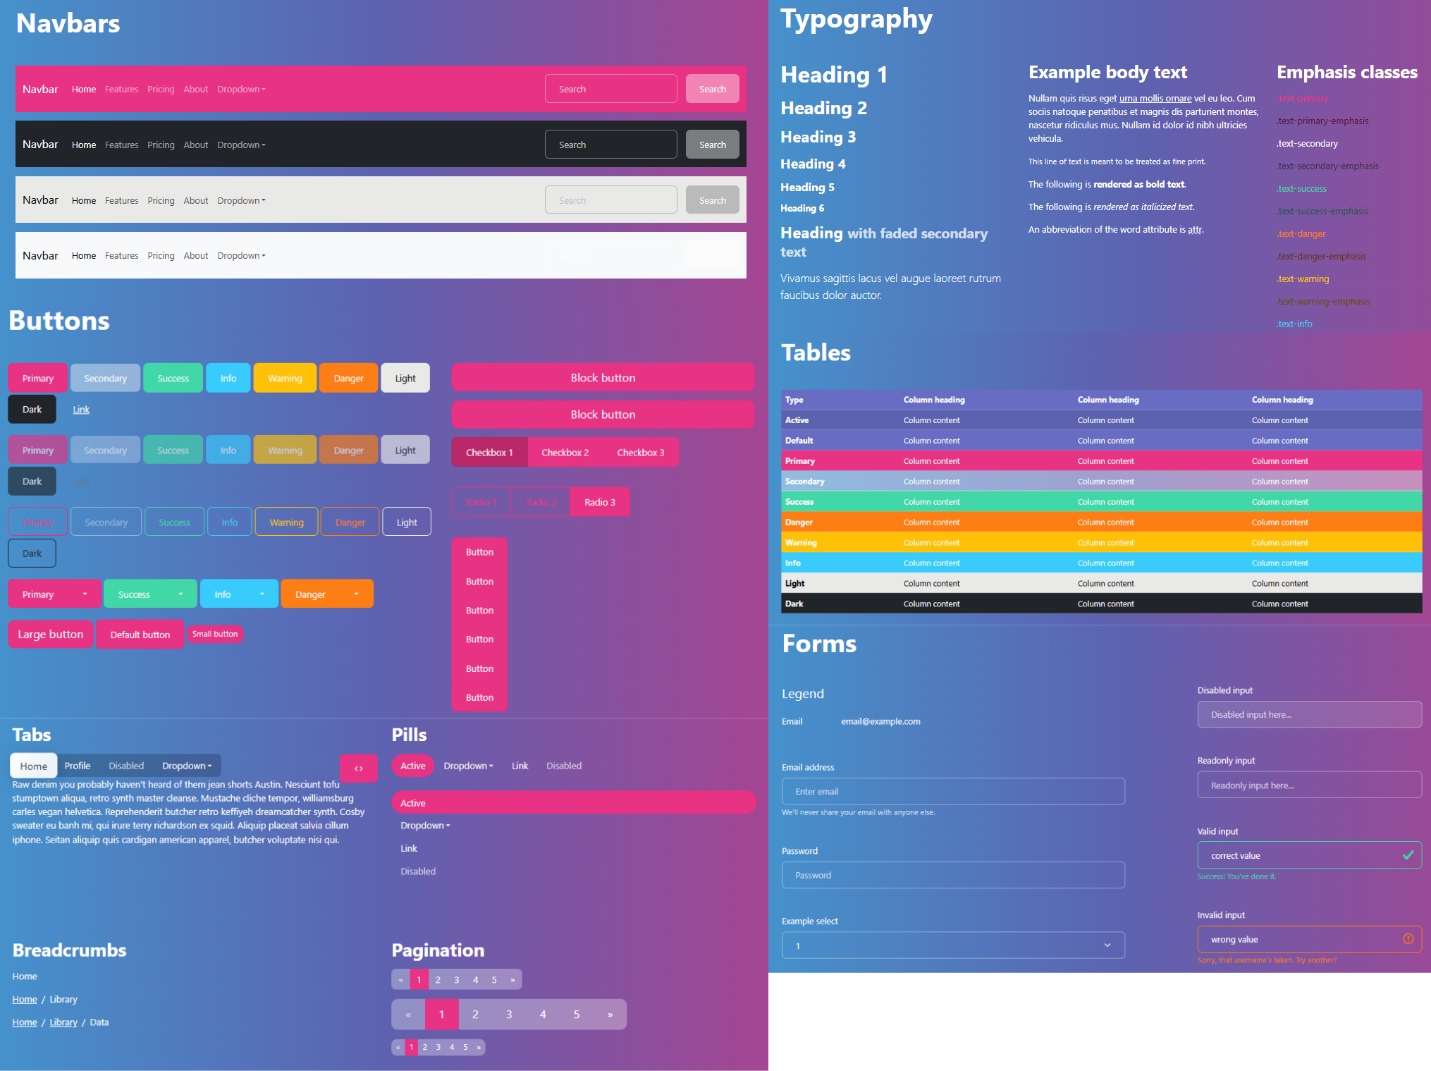 Navbars
Navbar Home Features Pricing About Dropdown Search Search
Navbar Home Features Pricing About Dropdown Search Search
Navbar Home Features Pricing About Dropdown Search Search
Navbar Home Features Pricing About Dropdown
Buttons
Primary Secondary Success Info Warning Danger Light
Dark Link
Primary Secondary Success Info Warning Danger Light
Dark
Primary Secondary Success Info Warning Danger Light
Dark
Primary Success Info Danger
Large button Default button Small button
Block button
Block button
Checkbox 1 Checkbox 2 Checkbox 3
Radio 1 Radio 2 Radio 3
Button
Button
Button
Button
Button
Button
Tabs
Home Profile Disabled Dropdown
< >
Raw denim you probably haven't heard of them jean shorts Austin. Nesciunt tofu
stumptown aliqua, retro synth master cleanse. Mustache cliche tempor, williamsburg
carles vegan helvetica. Reprehenderit butcher retro keffiyeh dreamcatcher synth. Cosby
sweater eu banh mi, qui irure terry richardson ex squid. Aliquip placeat salvia cillum
iphone. Seitan aliquip quis cardigan american apparel, butcher voluptate nisi qui.
Pills
Active Dropdown Link Disabled
Active
Dropdown
Link
Disabled
Breadcrumbs
Home
Home / Library
Home / Library / Data
Pagination
« 1 2 3 4 5 »
« 1 2 3 4 5 »
« 1 2 3 4 5 »
Typography
Heading 1
Heading 2
Heading 3
Heading 4
Heading 5
Heading 6
Heading with faded secondary
text
Vivamus sagittis lacus vel augue laoreet rutrum
faucibus dolor auctor.
Example body text
Nullam quis risus eget urna mollis ornare vel eu leo. Cum
sociis natoque penatibus et magnis dis parturient montes,
nascetur ridiculus mus. Nullam id dolor id nibh ultricies
vehicula.
This line of text is meant to be treated as fine print.
The following is rendered as bold text.
The following is rendered as italicized text.
An abbreviation of the word attribute is attr.
Emphasis classes
.text-primary
.text-primary-emphasis
.text-secondary
.text-secondary-emphasis
.text-success
.text-success-emphasis
.text-danger
.text-danger-emphasis
.text-warning
.text-warning-emphasis
.text-info
Tables
Type Column heading Column heading Column heading
Active Column content Column content Column content
Default Column content Column content Column content
Primary Column content Column content Column content
Secondary Column content Column content Column content
Success Column content Column content Column content
Danger Column content Column content Column content
Warning Column content Column content Column content
Info Column content Column content Column content
Light Column content Column content Column content
Dark Column content Column content Column content
Forms
Legend
Email email@example.com
Email address
Enter email
We'll never share your email with anyone else.
Password
Password
Example select
1
Disabled input
Disabled input here...
Readonly input
Readonly input here...
Valid input
correct value
Success! You've done it.
Invalid input
wrong value
Sorry, that username's taken. Try another?